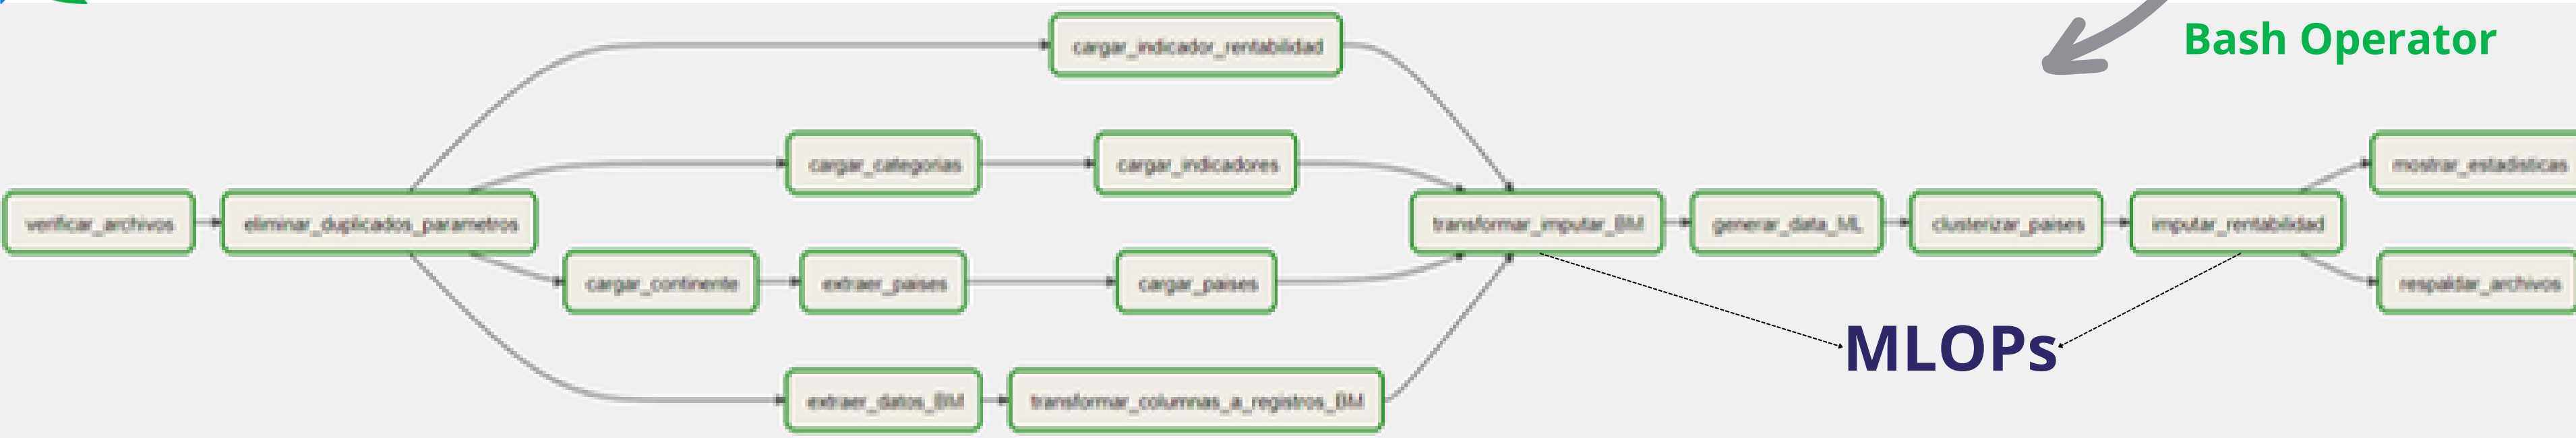 Bash Operator
cargar_indicador_rentabilidad
cargar_categorias
cargar_indicadores
mostrar_estadisticas
verificar_archivos
eliminar_duplicados_parametros
transformar_imputar_BM
generar_data_ML
clusterizar_paises
imputar_rentabilidad
cargar_continente
extraer_paises
cargar_paises
respaldar_archivos
MLOPs
extraer_datos_BM
transformar_columnas_a_registros_BM